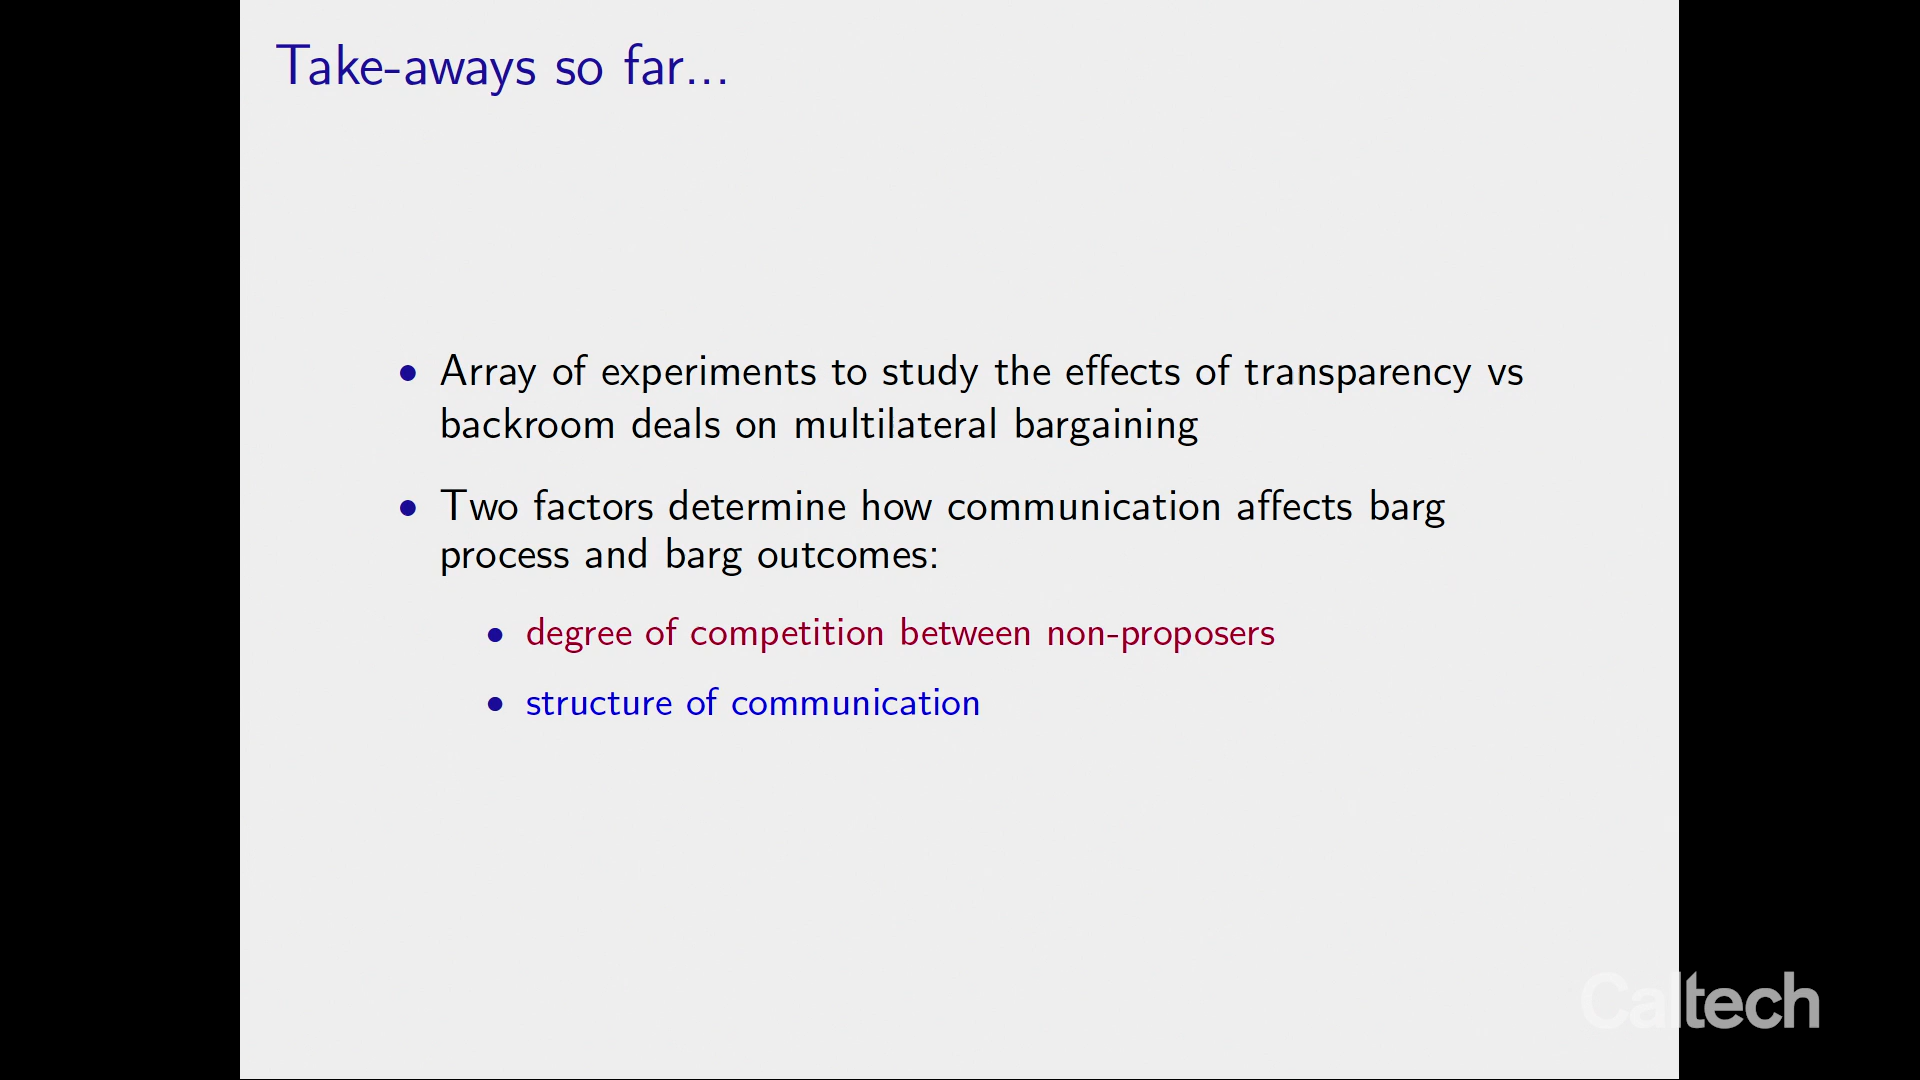 Take-aways so far...
• Array of experiments to study the effects of transparency vs
backroom deals on multilateral bargaining
• Two factors determine how communication affects barg
process and barg outcomes:
• degree of competition between non-proposers
• structure of communication
Caltech